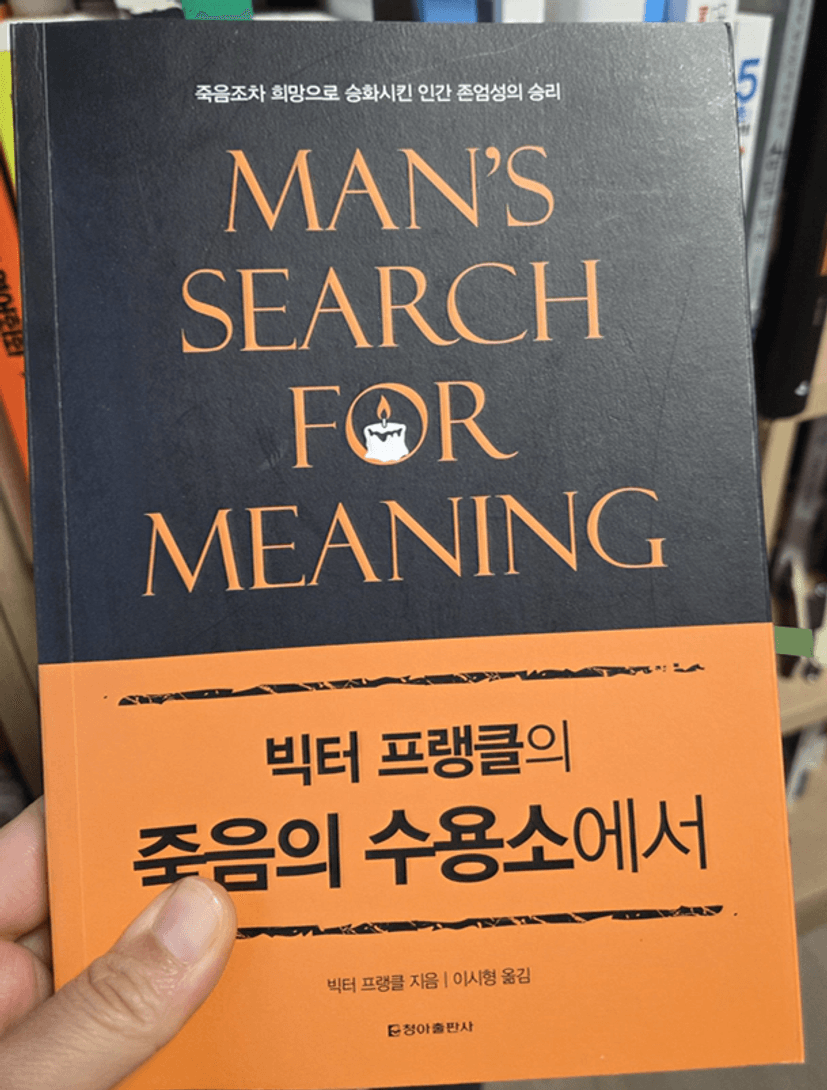 죽음조차 희망으로 승화시킨 인간 존엄성의 승리
MAN'S
SEARCH
FOR
MEANING
빅터 프랭클의
죽음의 수용소에서
빅터 프랭클 지음 | 이시형 옮김
청아출판사
5